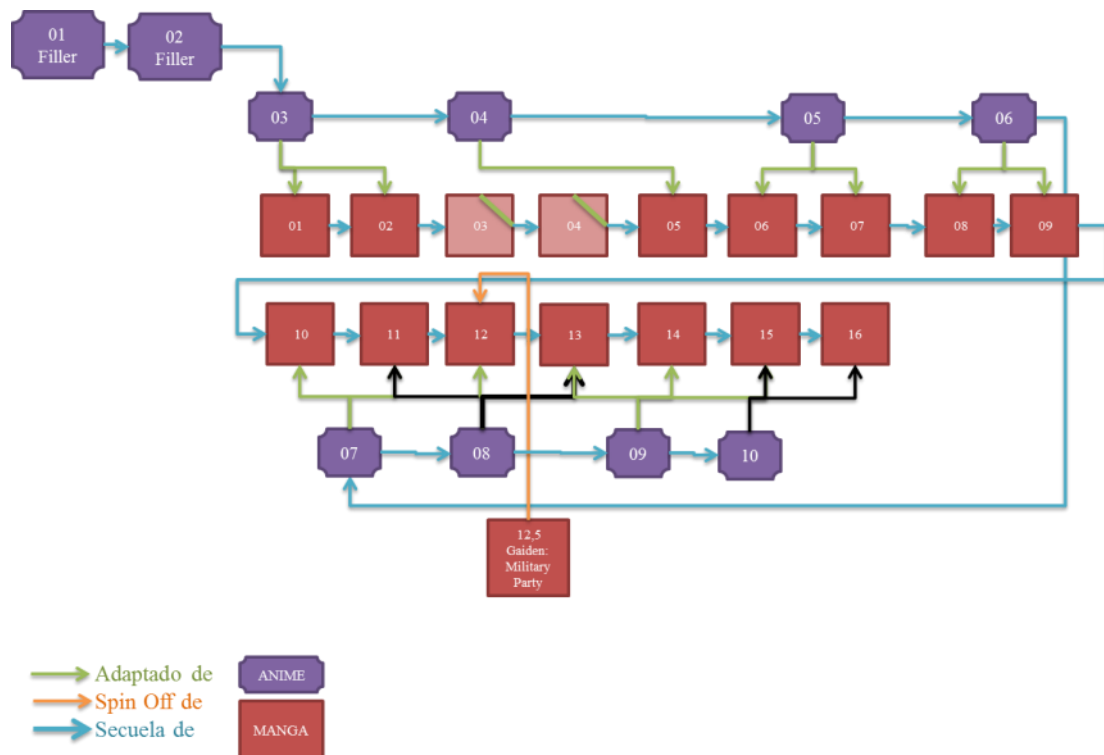 01
Filler
02
Filler
03
04
05
06
01
02
03
04
05
06
07
08
09
10
11
12
13
14
15
16
07
08
09
10
12,5
Gaiden:
Military
Party
Adaptado de
ANIME
Spin Off de
Secuela de
MANGA